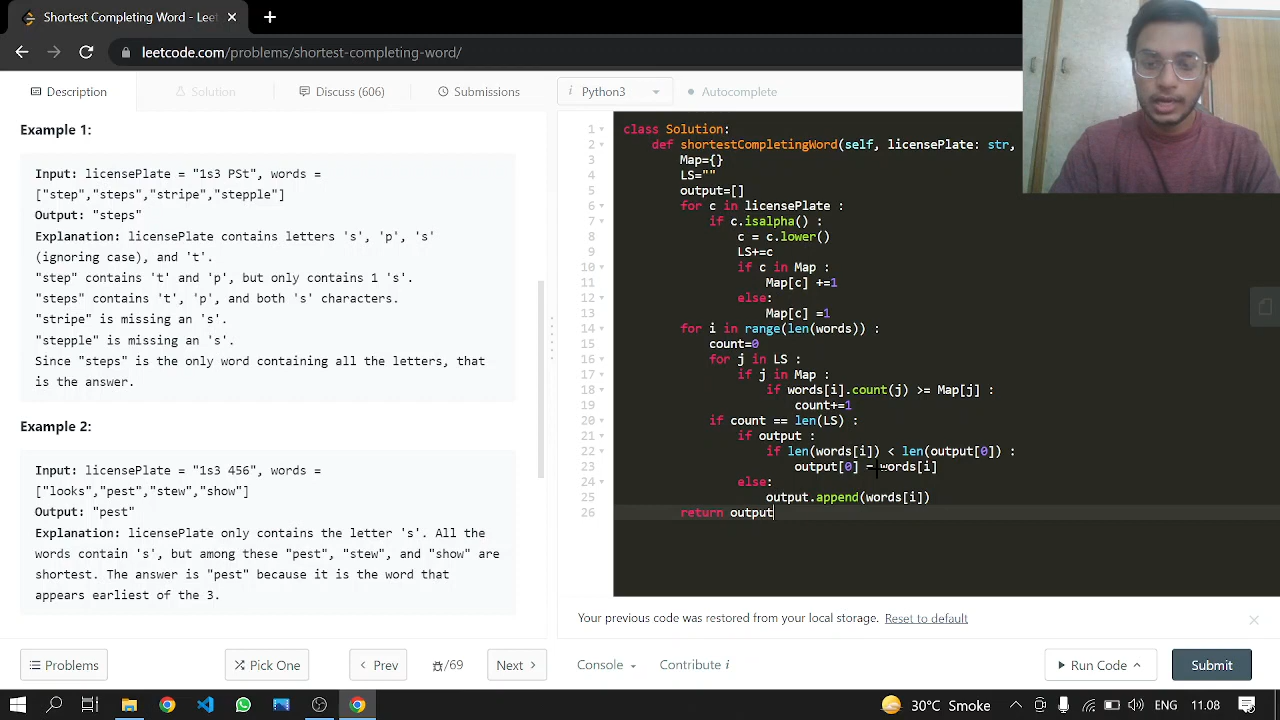 Shortest Completing Word - Leet
leetcode.com/problems/shortest-completing-word/
Description
Solution
Discuss (606)
Submissions
i Python3
Autocomplete
Example 1:
Input: licensePlate = "1s3 PSt", words =
["step","steps","stripe","stepple"]
Output: "steps"
Explanation: licensePlate contains letters 's', 'p', 's'
(ignoring case), and 't'.
"step" contains 't' and 'p', but only contains 1 's'.
"steps" contains 't', 'p', and both 's' characters.
"stripe" is missing an 's'.
"stepple" is missing an 's'.
Since "steps" is the only word containing all the letters, that
is the answer.
Example 2:
Input: licensePlate = "1s3 456", words =
["looks","pest","stew","show"]
Output: "pest"
Explanation: licensePlate only contains the letter 's'. All the
words contain 's', but among these "pest", "stew", and "show" are
shortest. The answer is "pest" because it is the word that
appears earliest of the 3.
1 class Solution:
2 def shortestCompletingWord(self, licensePlate: str,
3 Map={}
4 LS=""
5 output=[]
6 for c in licensePlate :
7 if c.isalpha() :
8 c = c.lower()
9 LS+=c
10 if c in Map :
11 Map[c] +=1
12 else:
13 Map[c] =1
14 for i in range(len(words)) :
15 count=0
16 for j in LS :
17 if j in Map :
18 if words[i].count(j) >= Map[j] :
19 count+=1
20 if count == len(LS) :
21 if output :
22 if len(words[i]) < len(output[0]) :
23 output[0] = words[i]
24 else:
25 output.append(words[i])
26 return output
Your previous code was restored from your local storage. Reset to default
Problems
Pick One
Prev
/69
Next
Console
Contribute i
Run Code
Submit
30°C Smoke
ENG
11.08